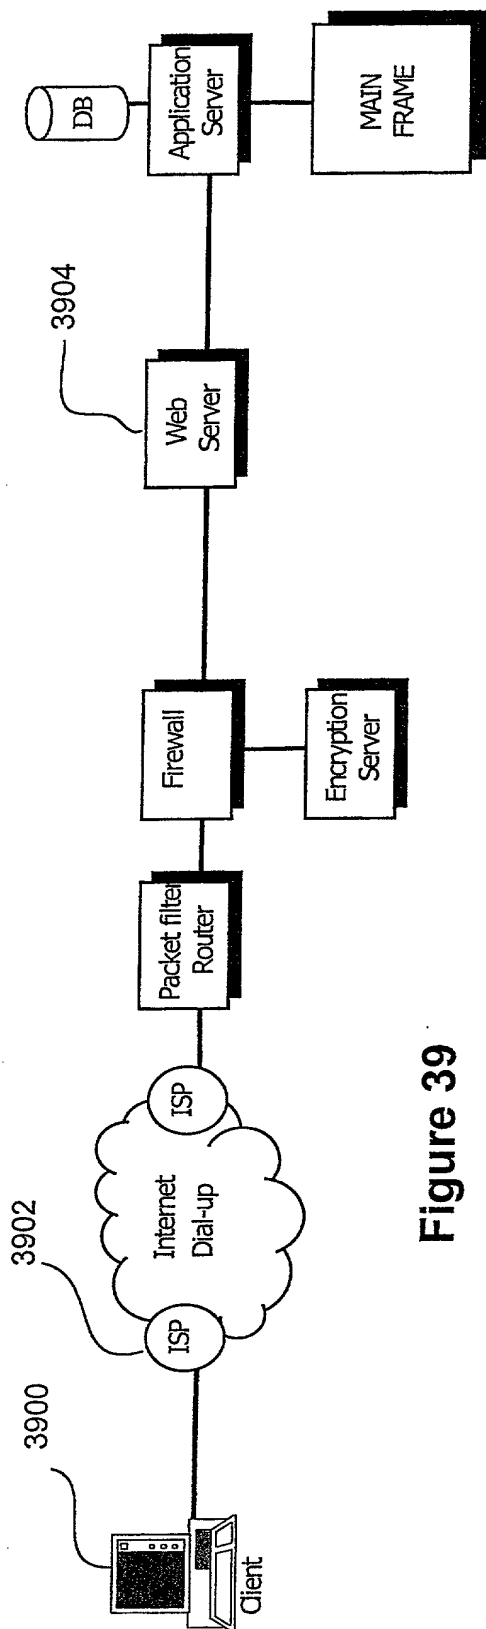 3900
Client
3902
ISP
Internet
Dial-up
ISP
Packet filter
Router
Firewall
Encryption
Server
3904
Web
Server
DB
Application
Server
MAIN
FRAME
Figure 39